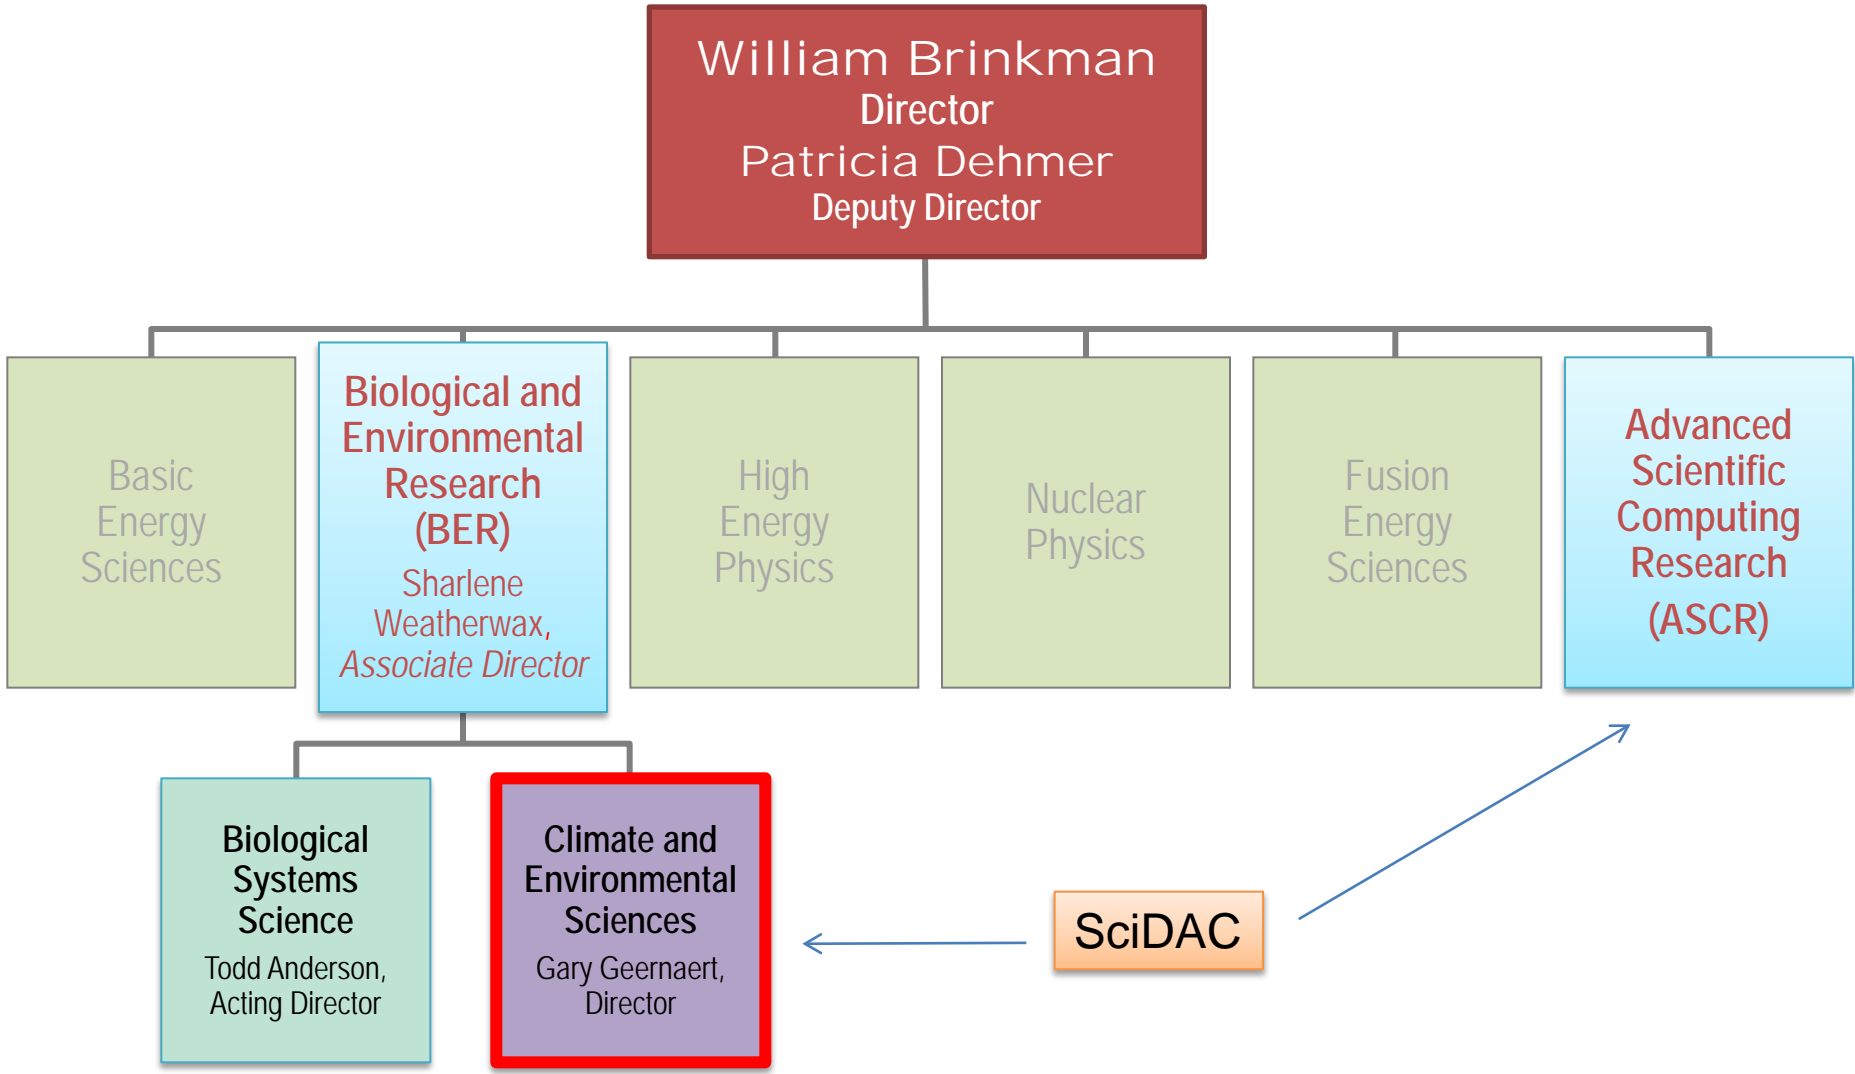 William Brinkman
Director
Patricia Dehmer
Deputy Director
Basic
Energy
Sciences
Biological and
Environmental
Research
(BER)
Sharlene
Weatherwax,
Associate Director
High
Energy
Physics
Nuclear
Physics
Fusion
Energy
Sciences
Advanced
Scientific
Computing
Research
(ASCR)
Biological
Systems
Science
Todd Anderson,
Acting Director
Climate and
Environmental
Sciences
Gary Geernaert,
Director
SciDAC